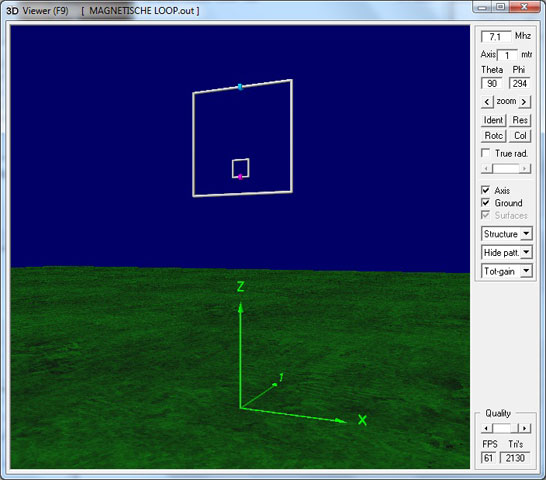 3D Viewer (F9) [ MAGNETISCHE LOOP.out ]
7.1 Mhz
Axis 1 mtr
Theta Phi
90 294
< zoom >
Ident Res
Rotc Col
True rad.
Axis
Ground
Surfaces
Structure
Hide patt.
Tot-gain
Z
X
Quality
FPS Tri's
61 2130